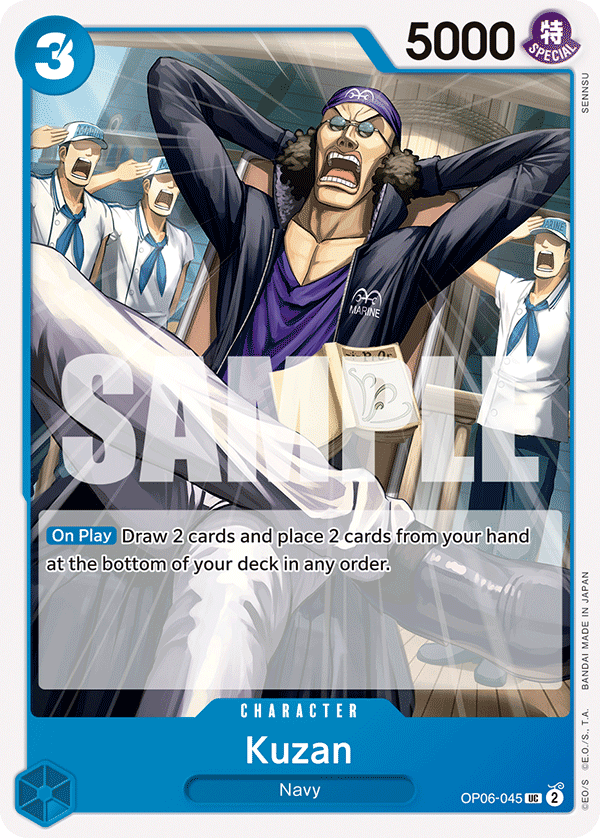 3
5000
特
SPECIAL
SENNSU
MARINE
SAMPLE
On Play Draw 2 cards and place 2 cards from your hand
at the bottom of your deck in any order.
BANDAI MADE IN JAPAN
©E.O./S., T.A.
©EO/S
CHARACTER
Kuzan
Navy
OP06-045 UC 2